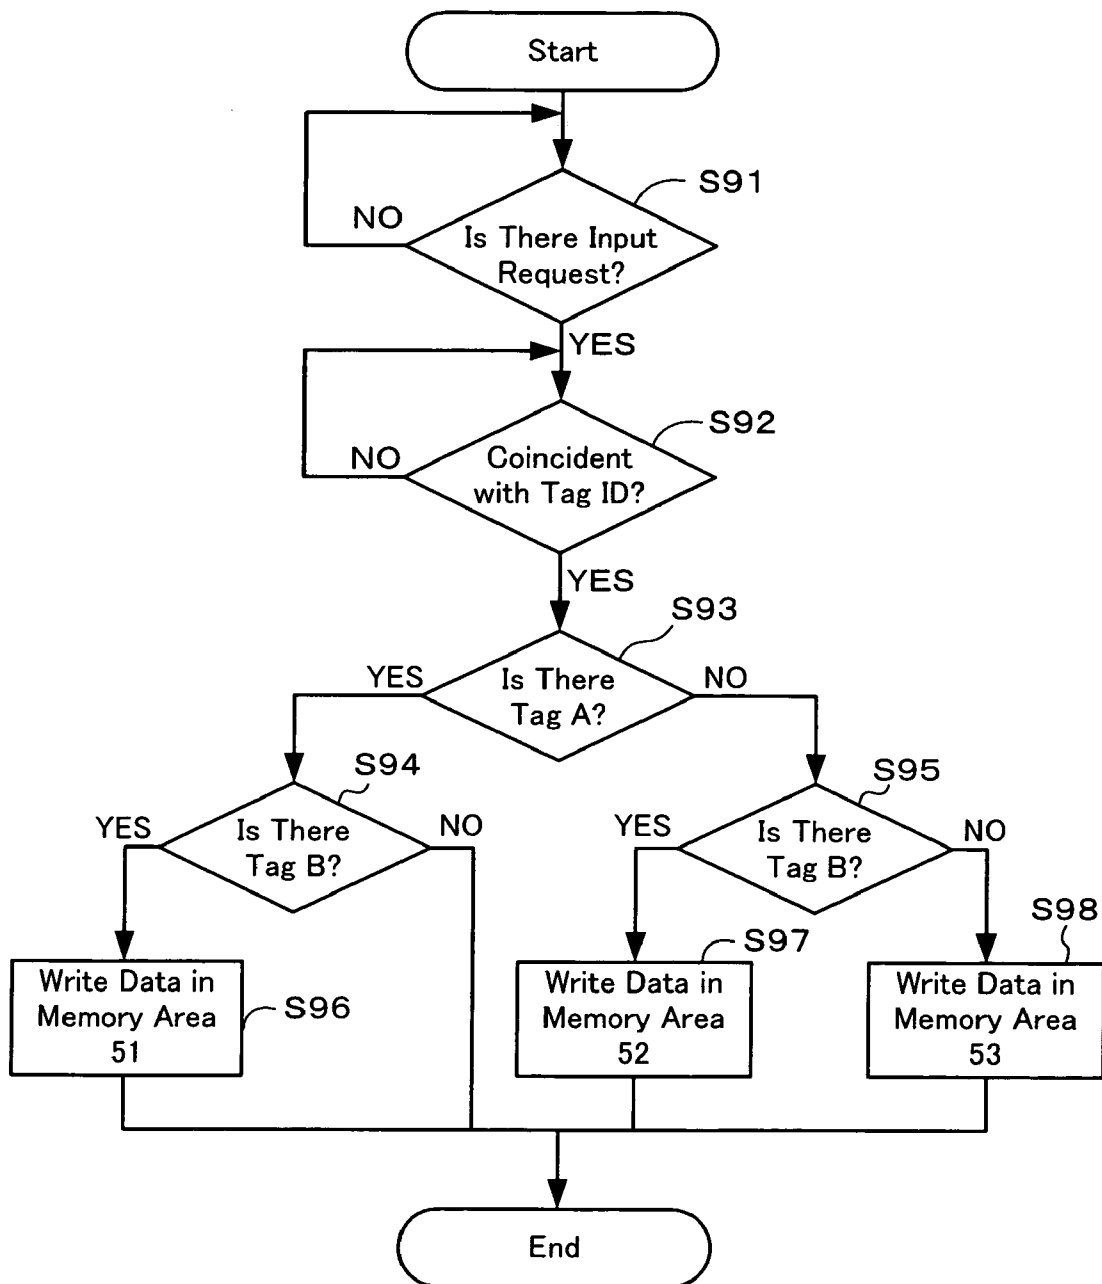 Start
S91
NO
Is There Input
Request?
YES
S92
NO
Coincident
with Tag ID?
YES
S93
YES
Is There
Tag A?
NO
S94
S95
YES
Is There
Tag B?
NO
YES
Is There
Tag B?
NO
S97
S98
Write Data in
Memory Area
51
S96
Write Data in
Memory Area
52
Write Data in
Memory Area
53
End